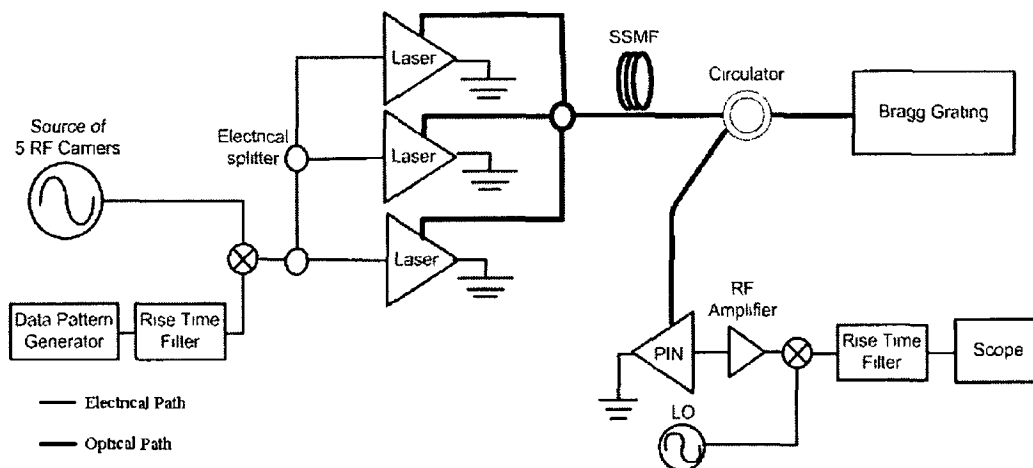 Laser
SSMF
Circulator
Bragg Grating
Source of
5 RF Carriers
Electrical
splitter
Laser
Laser
Data Pattern
Generator
Rise Time
Filter
RF
Amplifier
PIN
Rise Time
Filter
Scope
LO
Electrical Path
Optical Path